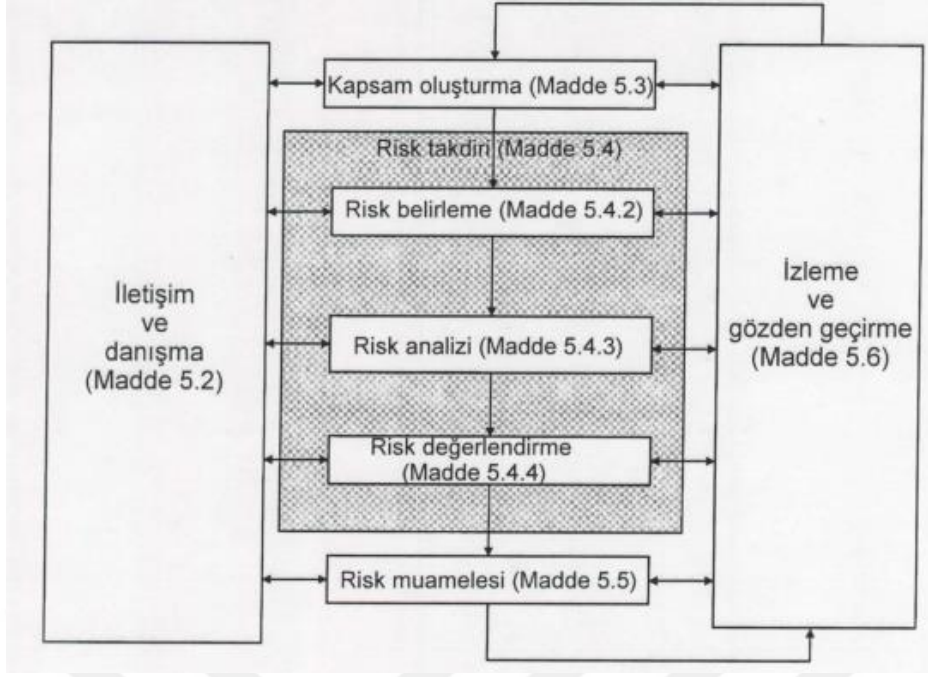 Kapsam oluşturma (Madde 5.3)
Risk takdiri (Madde 5.4)
Risk belirleme (Madde 5.4.2)
Risk analizi (Madde 5.4.3)
Risk değerlendirme
(Madde 5.4.4)
Risk muamelesi (Madde 5.5)
İletişim
ve
danışma
(Madde 5.2)
İzleme
ve
gözden geçirme
(Madde 5.6)